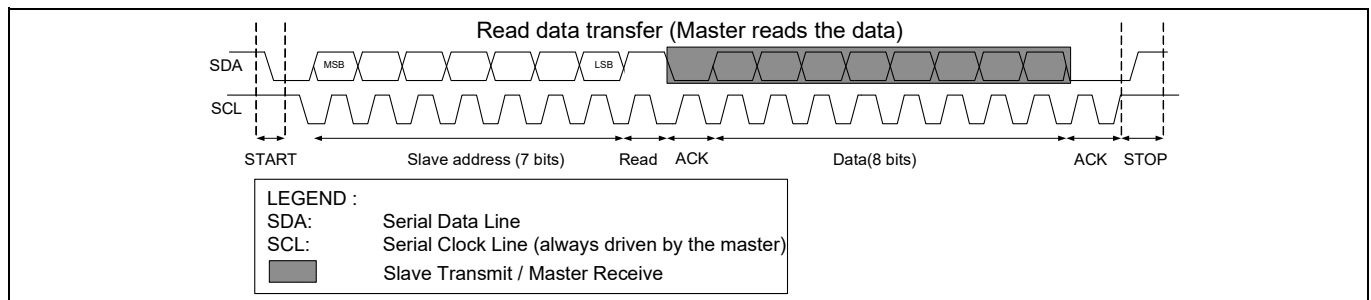 Read data transfer (Master reads the data)
SDA
MSB
LSB
SCL
START
Slave address (7 bits)
Read
ACK
Data(8 bits)
ACK
STOP
LEGEND :
SDA: Serial Data Line
SCL: Serial Clock Line (always driven by the master)
Slave Transmit / Master Receive